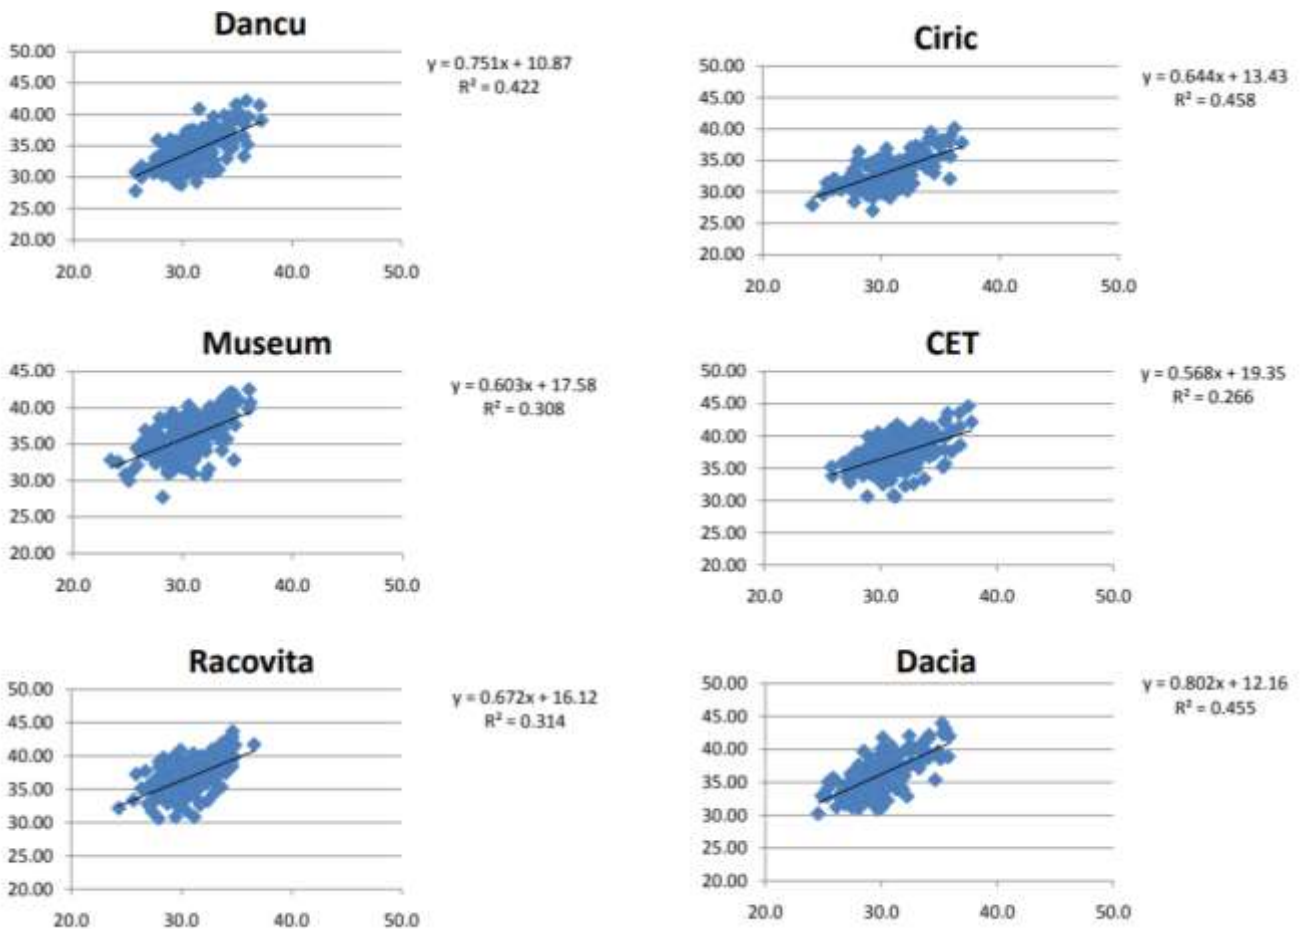 Dancu
y = 0.751x + 10.87
R² = 0.422
50.00
45.00
40.00
35.00
30.00
25.00
20.00
20.0 30.0 40.0 50.0
Ciric
y = 0.644x + 13.43
R² = 0.458
50.00
45.00
40.00
35.00
30.00
25.00
20.00
20.0 30.0 40.0 50.0
Museum
y = 0.603x + 17.58
R² = 0.308
45.00
40.00
35.00
30.00
25.00
20.00
20.0 30.0 40.0 50.0
CET
y = 0.568x + 19.35
R² = 0.266
50.00
45.00
40.00
35.00
30.00
25.00
20.00
20.0 30.0 40.0 50.0
Racovita
y = 0.672x + 16.12
R² = 0.314
50.00
45.00
40.00
35.00
30.00
25.00
20.00
20.0 30.0 40.0 50.0
Dacia
y = 0.802x + 12.16
R² = 0.455
50.00
45.00
40.00
35.00
30.00
25.00
20.00
20.0 30.0 40.0 50.0